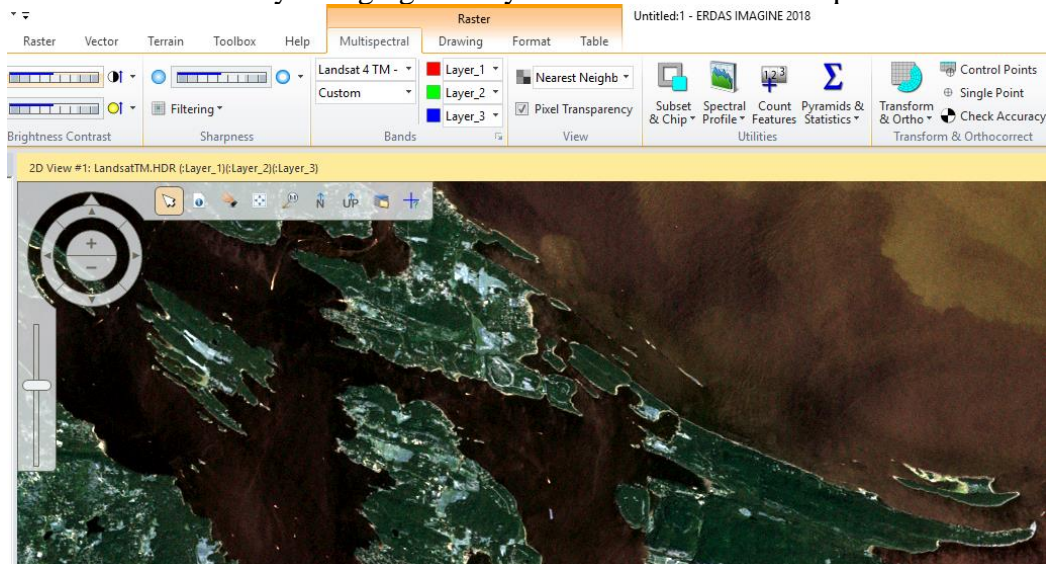 Raster
Untitled:1 - ERDAS IMAGINE 2018
Raster Vector Terrain Toolbox Help Multispectral Drawing Format Table
Landsat 4 TM - Layer_1 Nearest Neighb Control Points
Custom Layer_2 Single Point
Filtering Layer_3 Pixel Transparency Subset & Chip Spectral Profile Count Features Pyramids & Statistics Transform & Ortho Check Accuracy
Brightness Contrast Sharpness Bands View Utilities Transform & Orthocorrect
2D View #1: LandsatTM.HDR (:Layer_1)(:Layer_2)(:Layer_3)
N UP